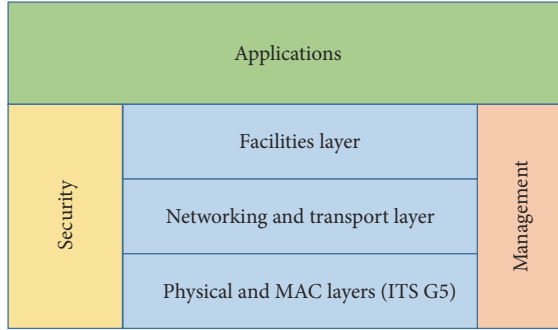 Applications
Security
Facilities layer
Networking and transport layer
Physical and MAC layers (ITS G5)
Management